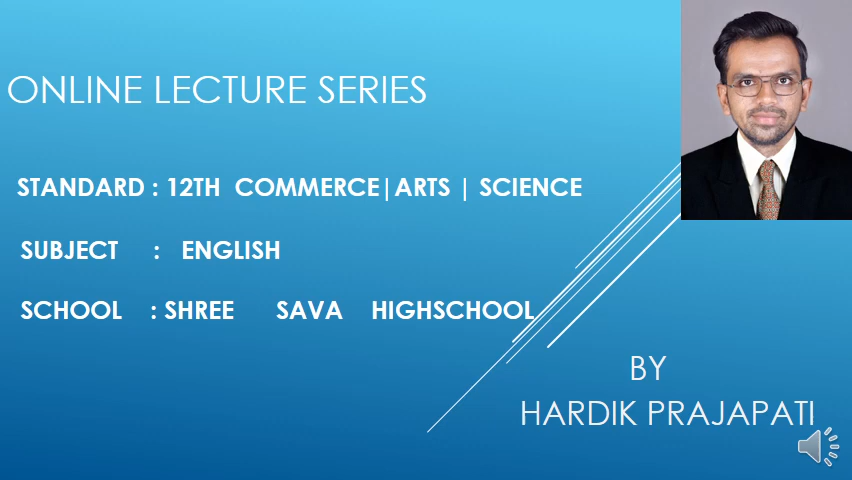 ONLINE LECTURE SERIES
STANDARD : 12TH COMMERCE|ARTS | SCIENCE
SUBJECT : ENGLISH
SCHOOL : SHREE SAVA HIGHSCHOOL
BY
HARDIK PRAJAPATI